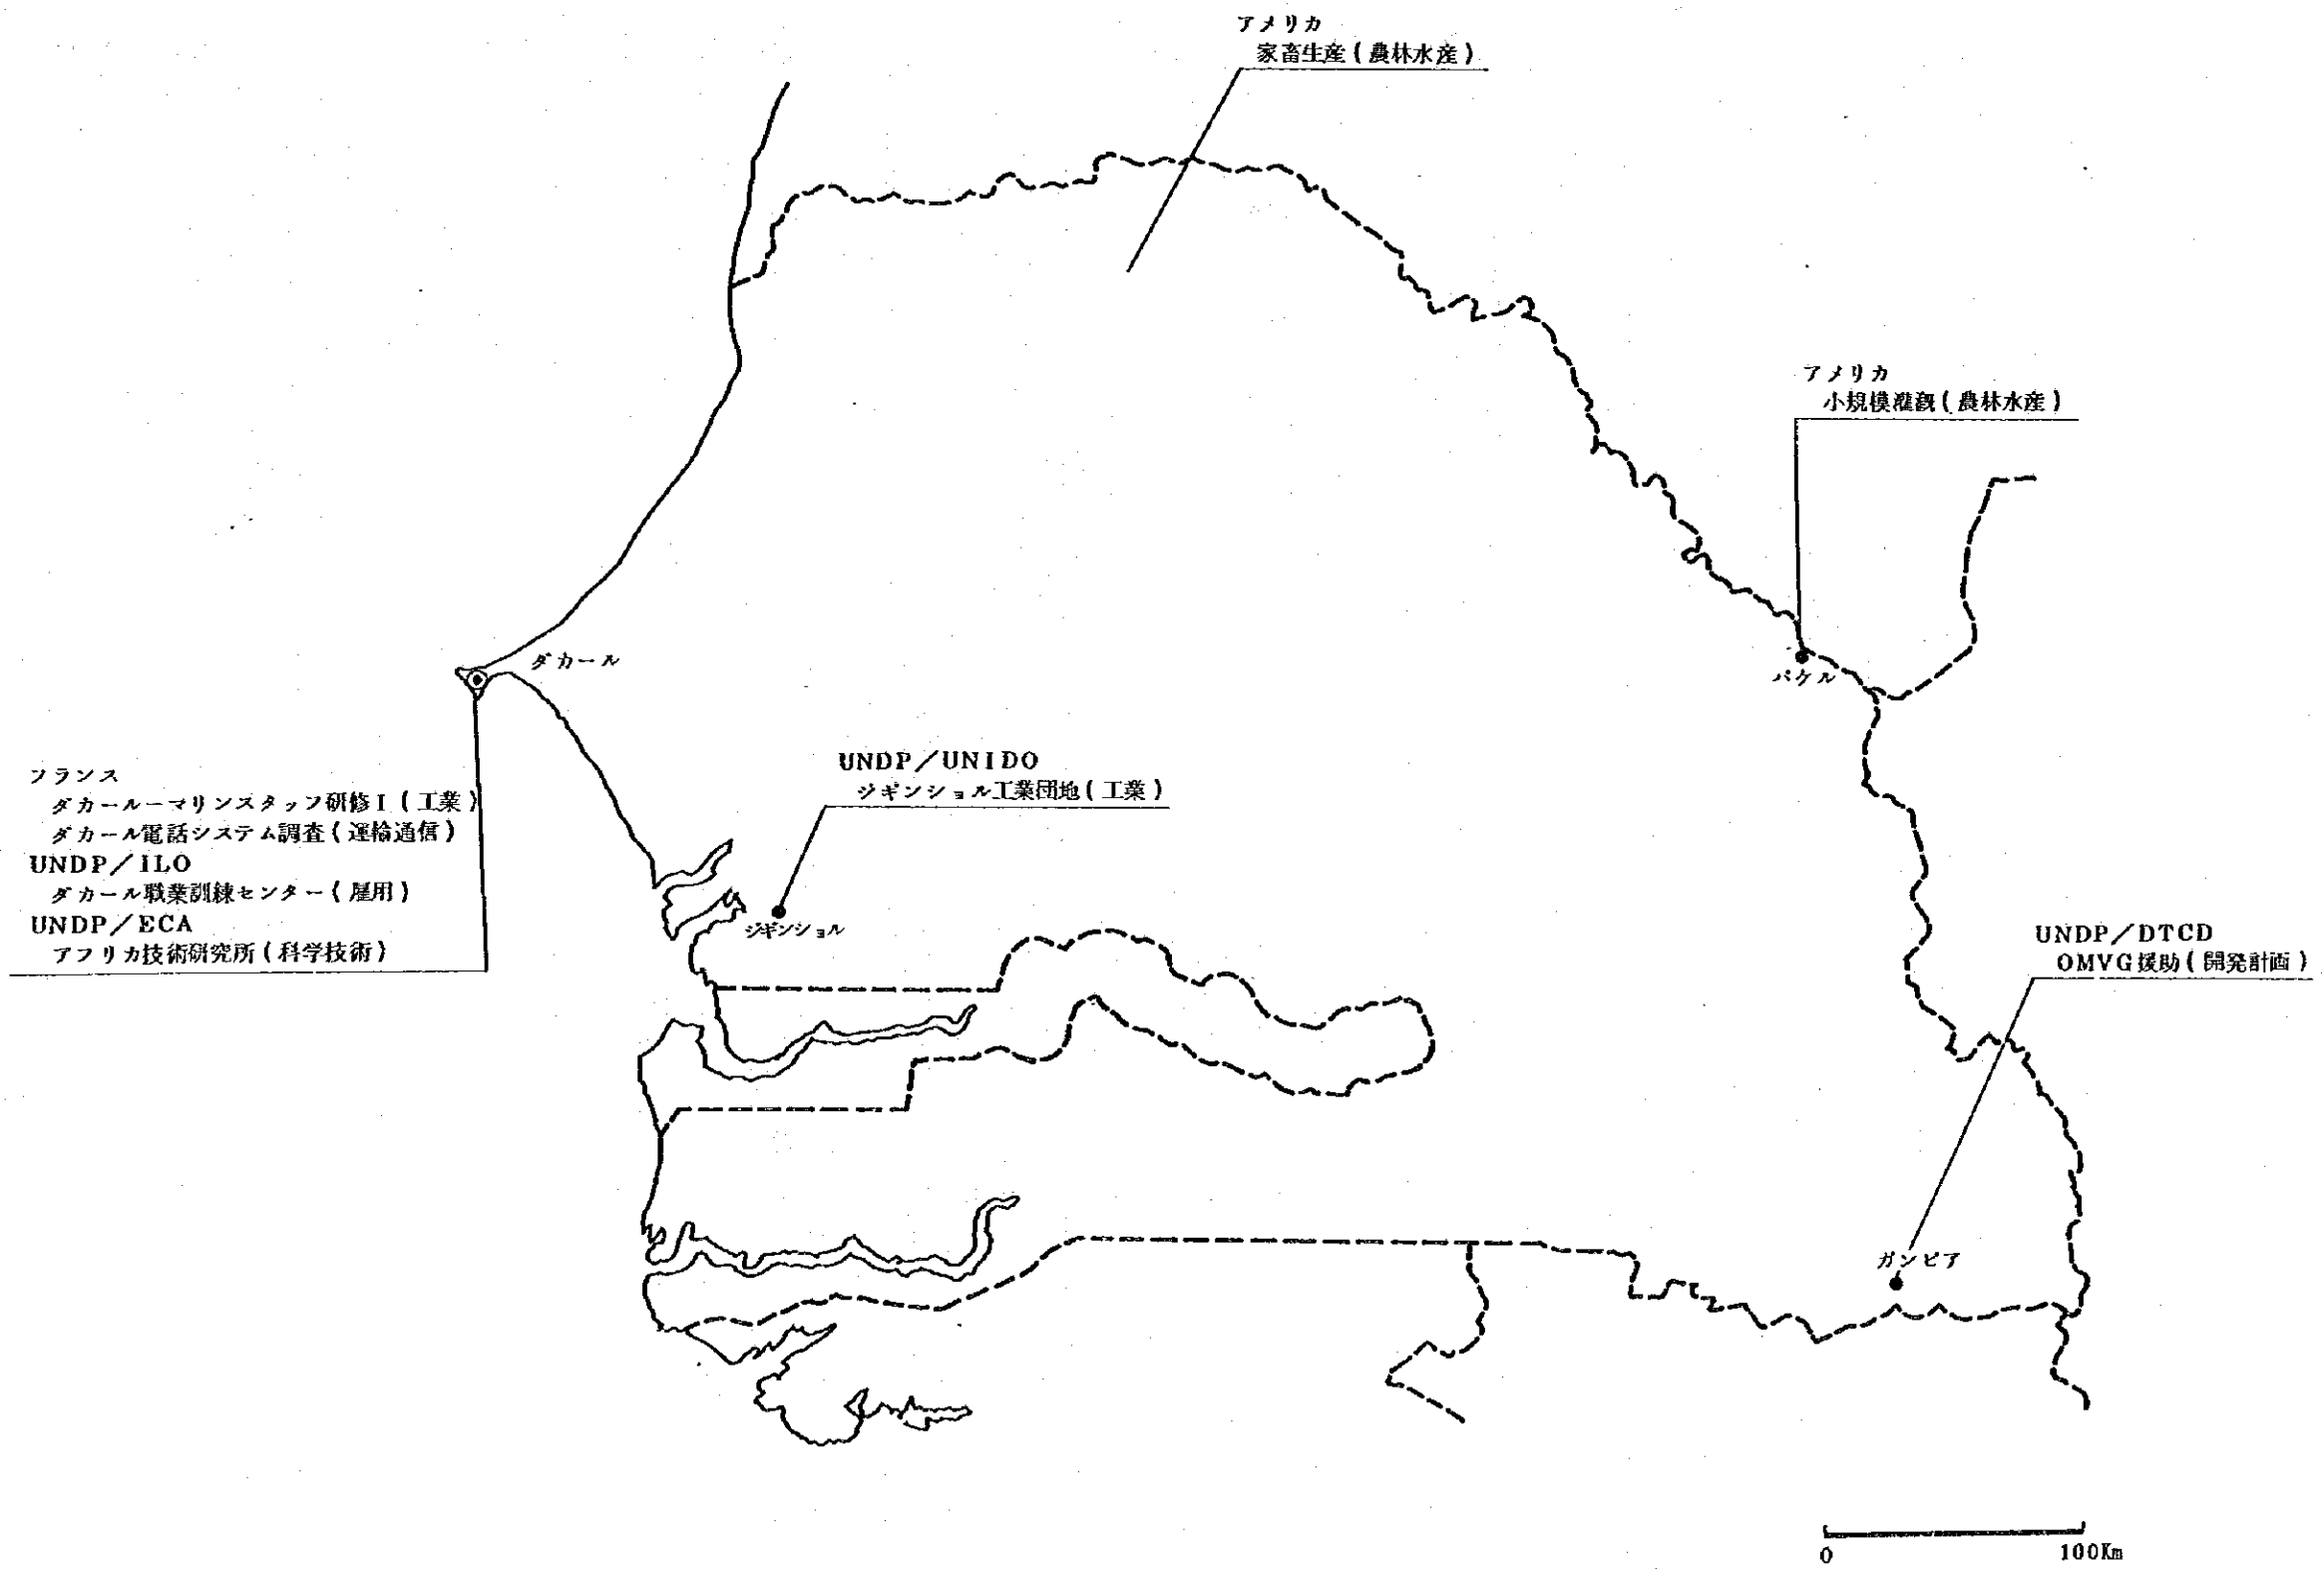 アメリカ
家畜生産(農林水産)
アメリカ
小規模灌漑(農林水産)
ダカール
バケル
UNDP/UNIDO
ジギンショル工業団地(工業)
フランス
ダカールーマリンスタッフ研修I(工業)
ダカール電話システム調査(運輸通信)
UNDP/ILO
ダカール職業訓練センター(雇用)
UNDP/ECA
アフリカ技術研究所(科学技術)
ジギンショル
UNDP/DTCD
OMVG援助(開発計画)
ガンビア
0
100Km